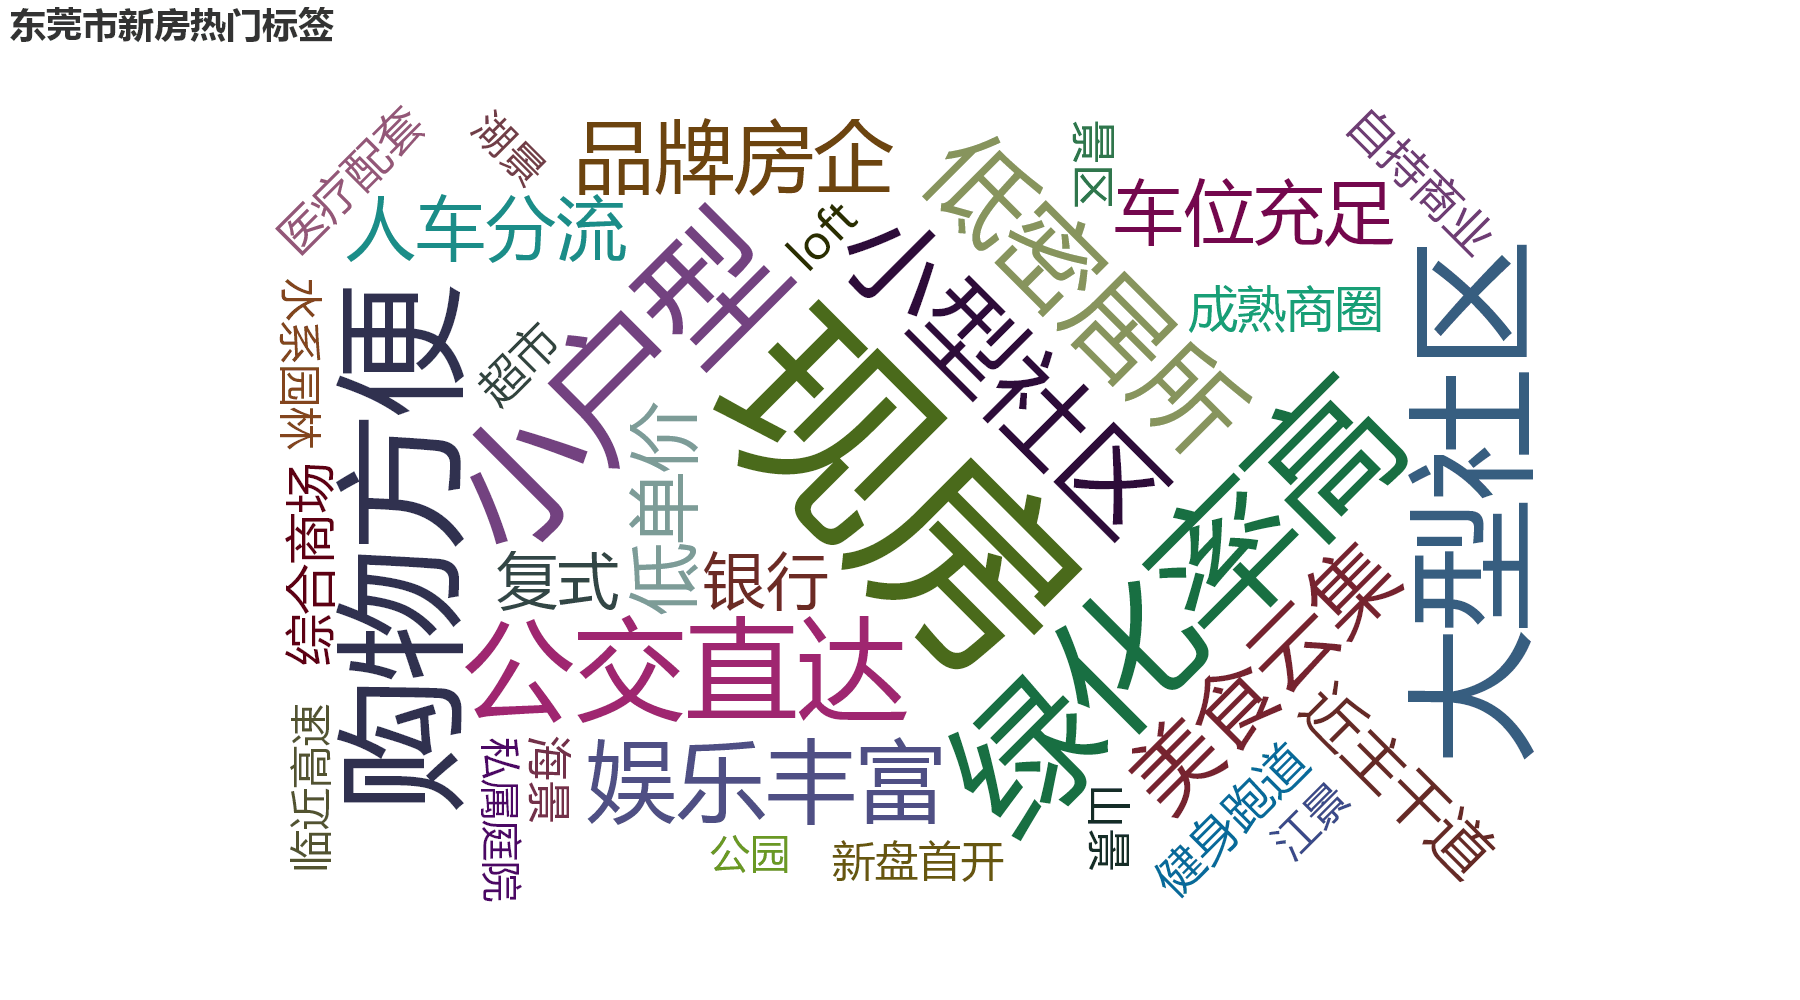 东莞市新房热门标签
医疗配套
湖景
品牌房企
景区
自持商业
人车分流
loft
低密居所
车位充足
小户型
小型社区
成熟商圈
水系园林
购物方便
超市
现房
大型社区
低单价
绿化率高
综合商场
复式
银行
美食云集
公交直达
近主干道
临近高速
私属庭院
海景
娱乐丰富
山景
健身跑道
江景
公园
新盘首开